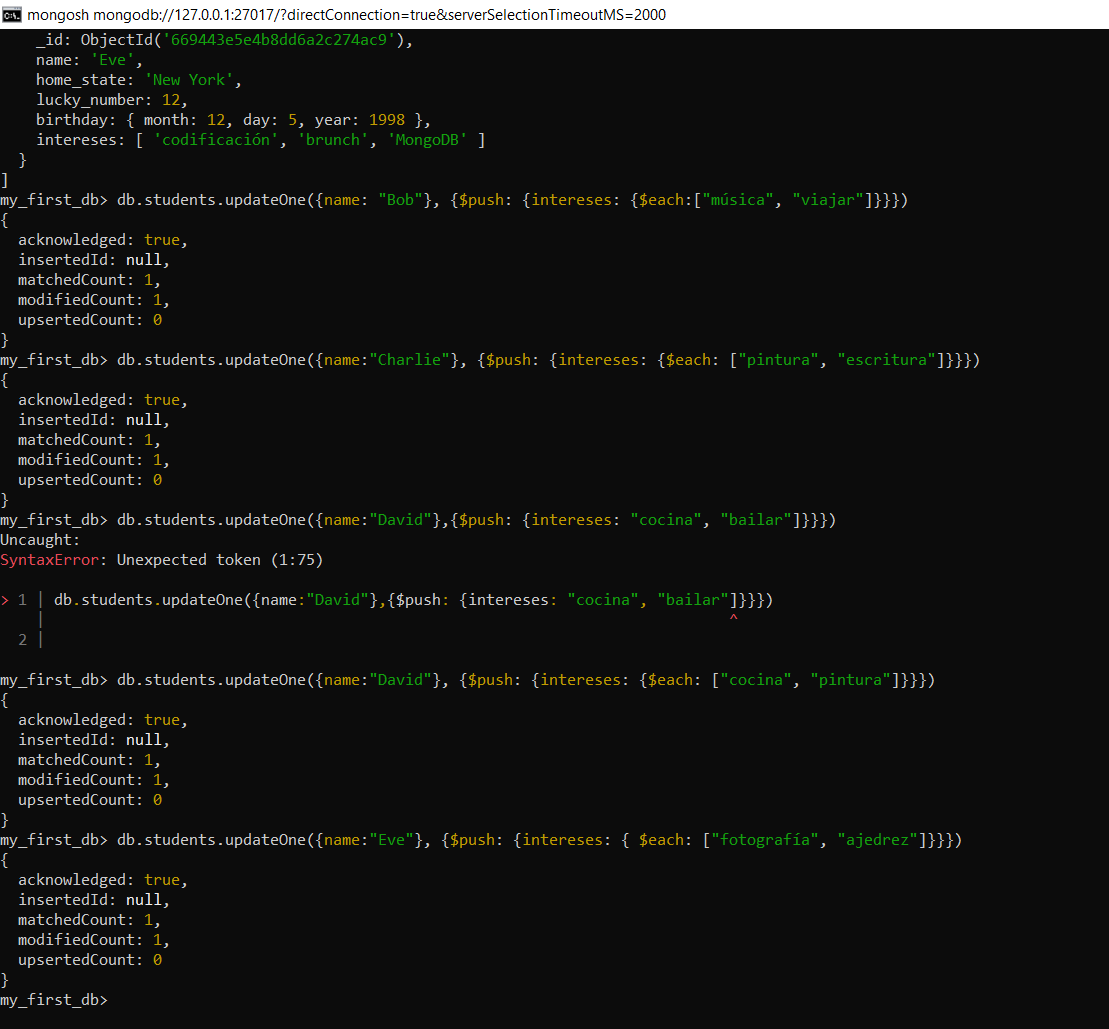 mongosh mongodb://127.0.0.1:27017/?directConnection=true&serverSelectionTimeoutMS=2000
    _id: ObjectId('669443e5e4b8dd6a2c274ac9'),
    name: 'Eve',
    home_state: 'New York',
    lucky_number: 12,
    birthday: { month: 12, day: 5, year: 1998 },
    intereses: [ 'codificación', 'brunch', 'MongoDB' ]
  }
]
my_first_db> db.students.updateOne({name: "Bob"}, {$push: {intereses: {$each:["música", "viajar"]}}})
{
  acknowledged: true,
  insertedId: null,
  matchedCount: 1,
  modifiedCount: 1,
  upsertedCount: 0
}
my_first_db> db.students.updateOne({name:"Charlie"}, {$push: {intereses: {$each: ["pintura", "escritura"]}}})
{
  acknowledged: true,
  insertedId: null,
  matchedCount: 1,
  modifiedCount: 1,
  upsertedCount: 0
}
my_first_db> db.students.updateOne({name:"David"},{$push: {intereses: "cocina", "bailar"]}}})
Uncaught:
SyntaxError: Unexpected token (1:75)

> 1 | db.students.updateOne({name:"David"},{$push: {intereses: "cocina", "bailar"]}}})
    |                                                                            ^
  2 |

my_first_db> db.students.updateOne({name:"David"}, {$push: {intereses: {$each: ["cocina", "pintura"]}}})
{
  acknowledged: true,
  insertedId: null,
  matchedCount: 1,
  modifiedCount: 1,
  upsertedCount: 0
}
my_first_db> db.students.updateOne({name:"Eve"}, {$push: {intereses: { $each: ["fotografía", "ajedrez"]}}})
{
  acknowledged: true,
  insertedId: null,
  matchedCount: 1,
  modifiedCount: 1,
  upsertedCount: 0
}
my_first_db>